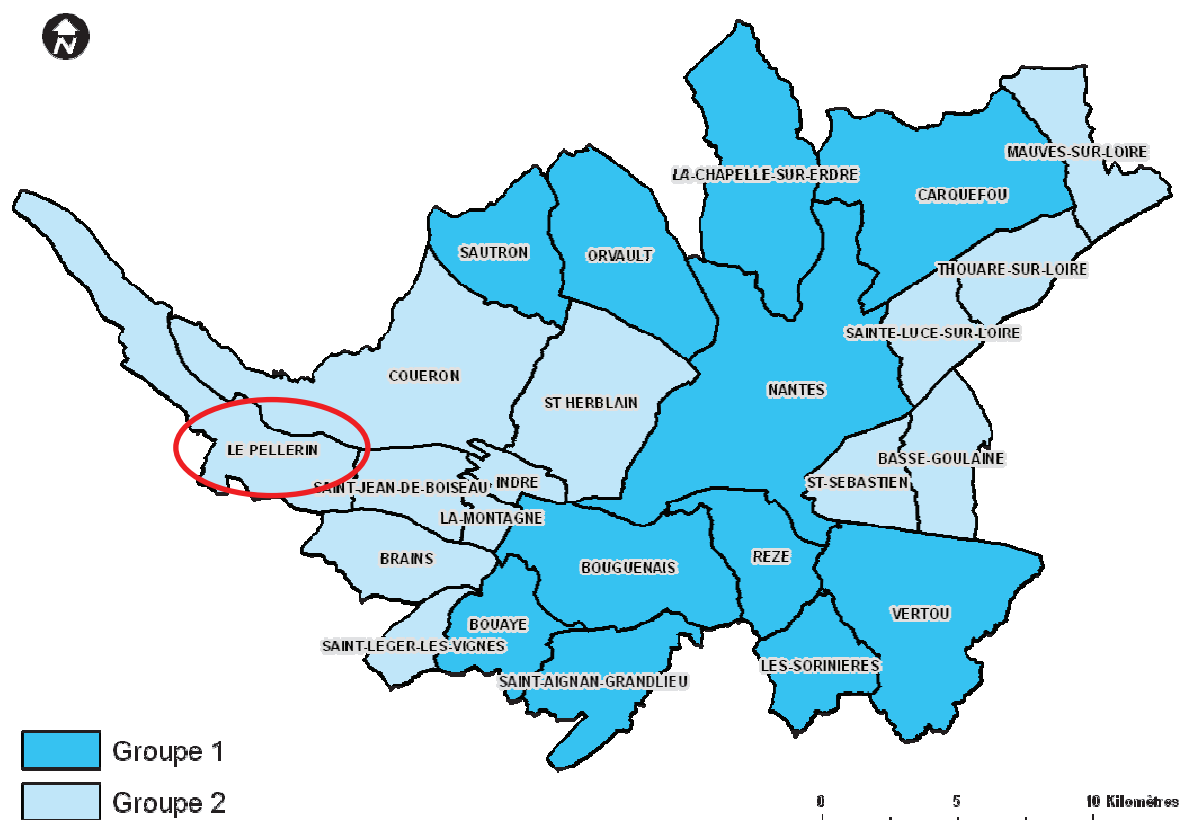 N
MAUVES-SUR-LOIRE
LA-CHAPELLE-SUR-ERDRE
CARQUEFOU
SAUTRON
ORVAULT
THOUARE-SUR-LOIRE
SAINTE-LUCE-SUR-LOIRE
COUERON
NANTES
ST HERBLAIN
LE PELLERIN
BASSE-GOULAINE
ST-SEBASTIEN
INDRE
SAINT-JEAN-DE-BOISEAU
LA-MONTAGNE
BRAINS
BOUGUENAIS
REZE
VERTOU
BOUAYE
SAINT-LEGER-LES-VIGNES
LES-SORINIERES
SAINT-AIGNAN-GRANDLIEU
Groupe 1
Groupe 2
0 5 10 Kilomètres